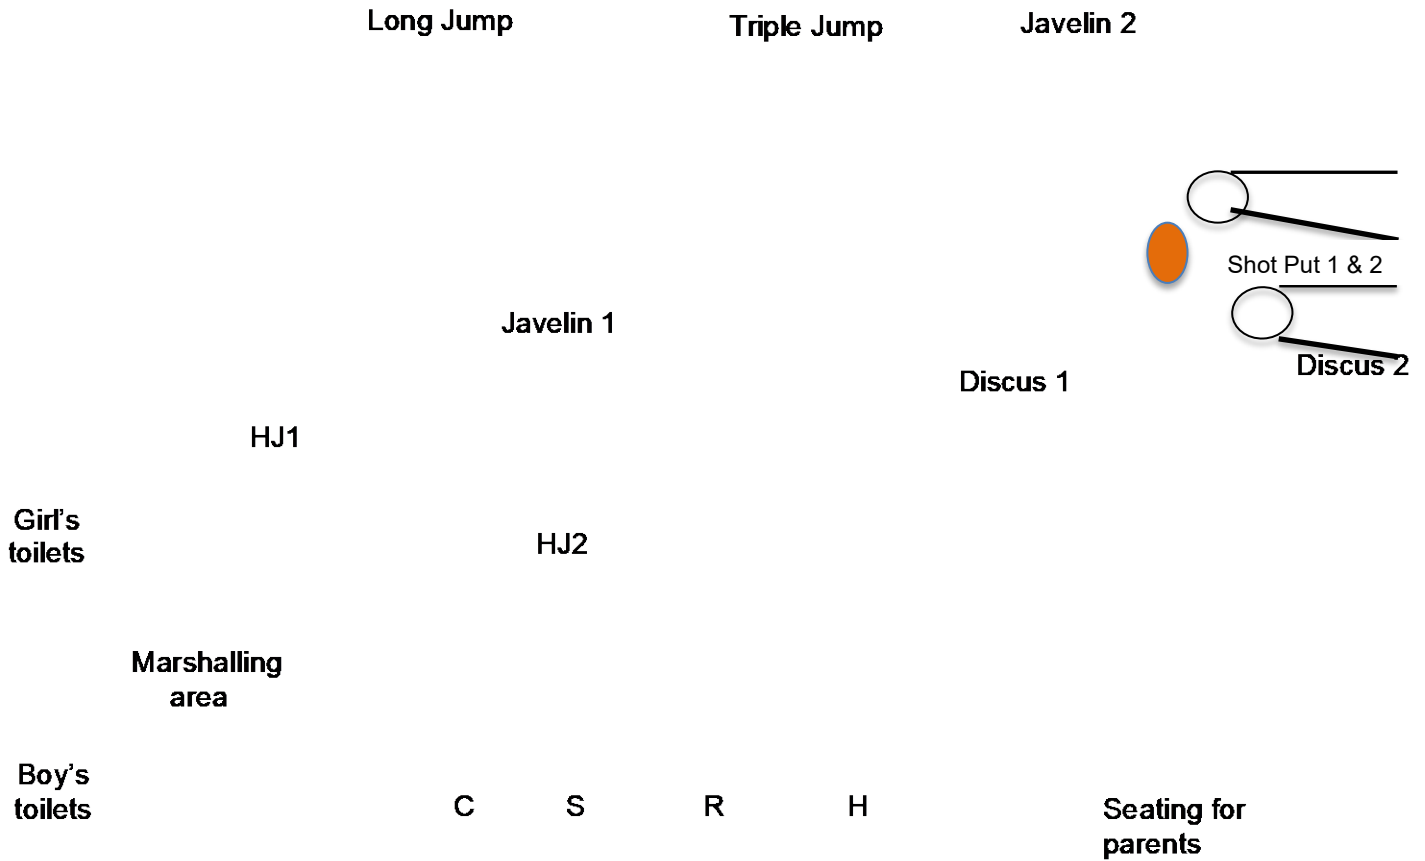 Long Jump
Triple Jump
Javelin 2
Shot Put 1 & 2
Javelin 1
Discus 2
Discus 1
HJ1
Girl's
toilets
HJ2
Marshalling
area
Boy's
toilets
C S R H
Seating for
parents